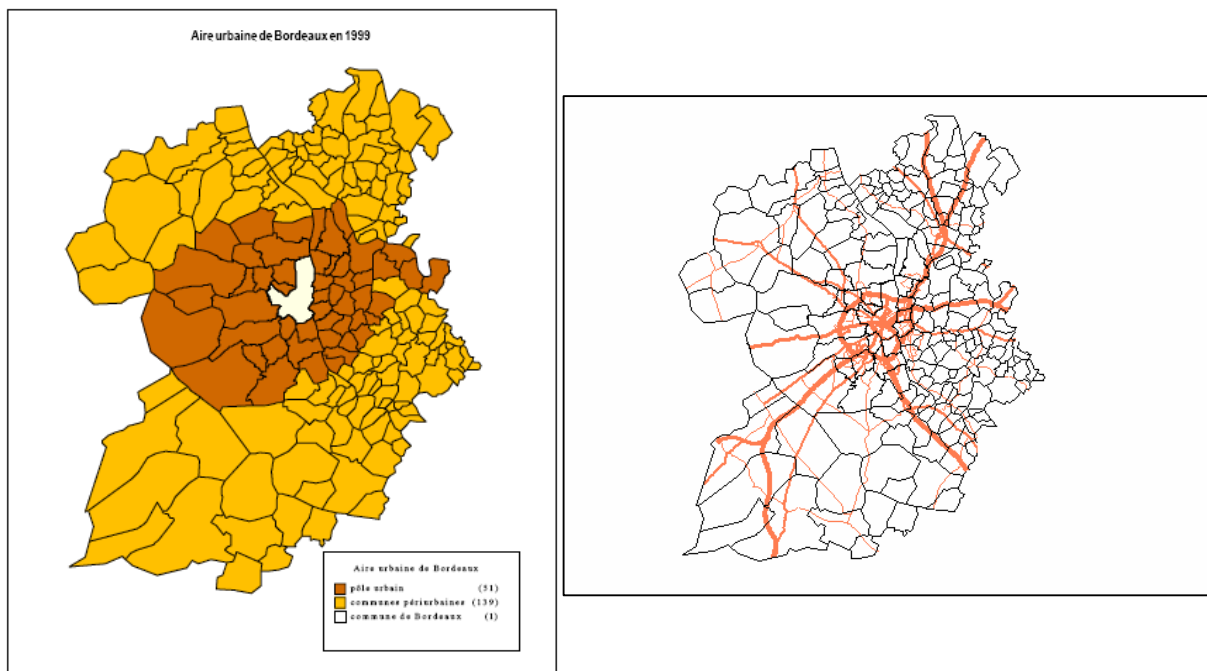 Aire urbaine de Bordeaux en 1999
Aire urbaine de Bordeaux
pôle urbain (51)
communes périurbaines (139)
commune de Bordeaux (1)